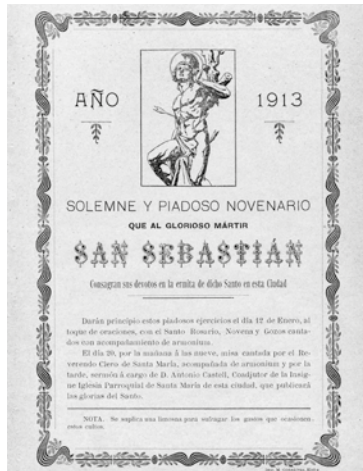 AÑO 1913
SOLEMNE Y PIADOSO NOVENARIO
QUE AL GLORIOSO MÁRTIR
SAN SEBASTIÁN
Consagran sus devotos en la ermita de dicho Santo en esta Ciudad
Darán principio estos piadosos ejercicios el día 12 de Enero, al
toque de oraciones, con el Santo Rosario, Novena y Gozos canta-
dos con acompañamiento de armonium.
El día 20, por la mañana á las nueve, misa cantada por el Re-
verendo Clero de Santa María, acompañada de armonium y por la
tarde, sermón á cargo de D. Antonio Castell, Coadjutor de la Insig-
ne Iglesia Parroquial de Santa María de esta ciudad, que publicará
las glorias del Santo.
NOTA. Se suplica una limosna para sufragar los gastos que ocasionen
estos cultos.